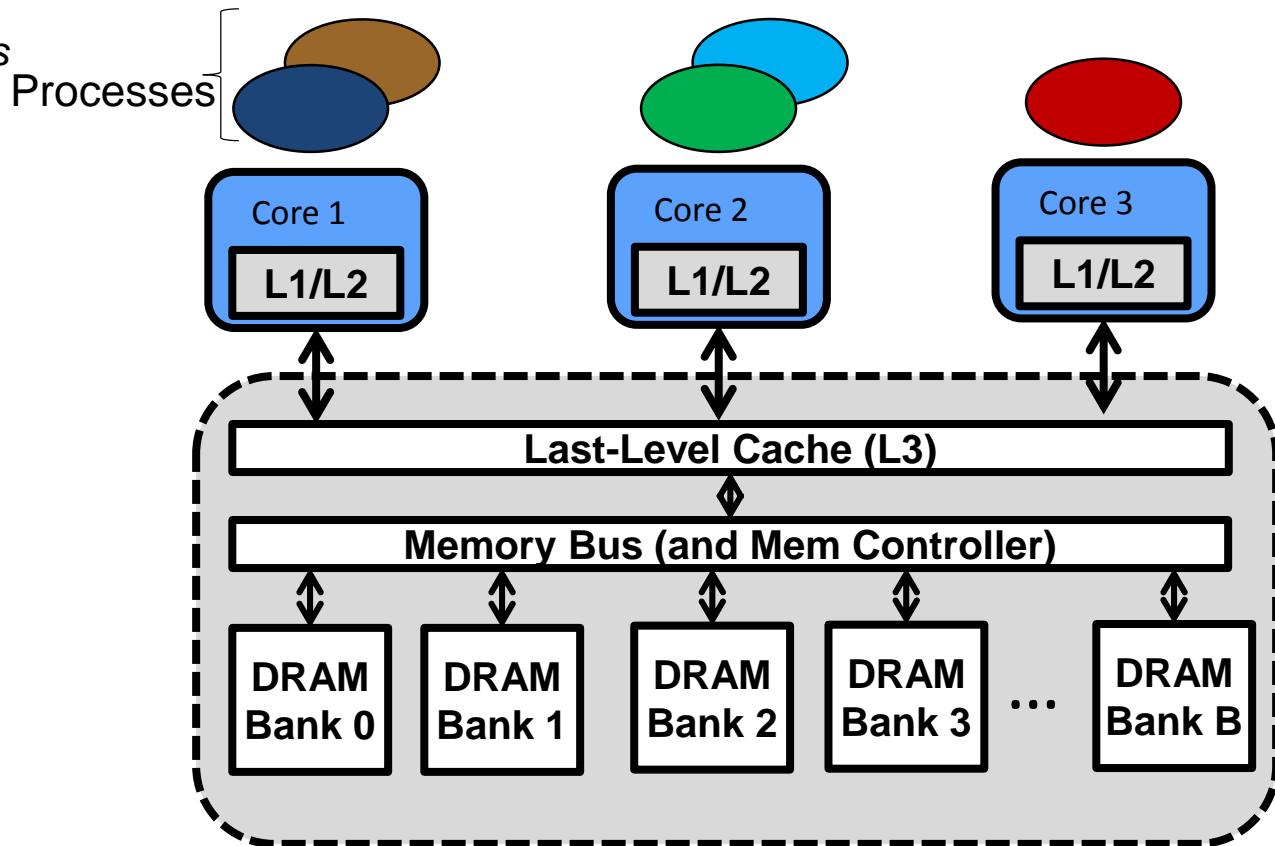 s
Processes
Core 1
Core 2
Core 3
L1/L2
L1/L2
L1/L2
Last-Level Cache (L3)
Memory Bus (and Mem Controller)
DRAM
Bank 0
DRAM
Bank 1
DRAM
Bank 2
DRAM
Bank 3
...
DRAM
Bank B